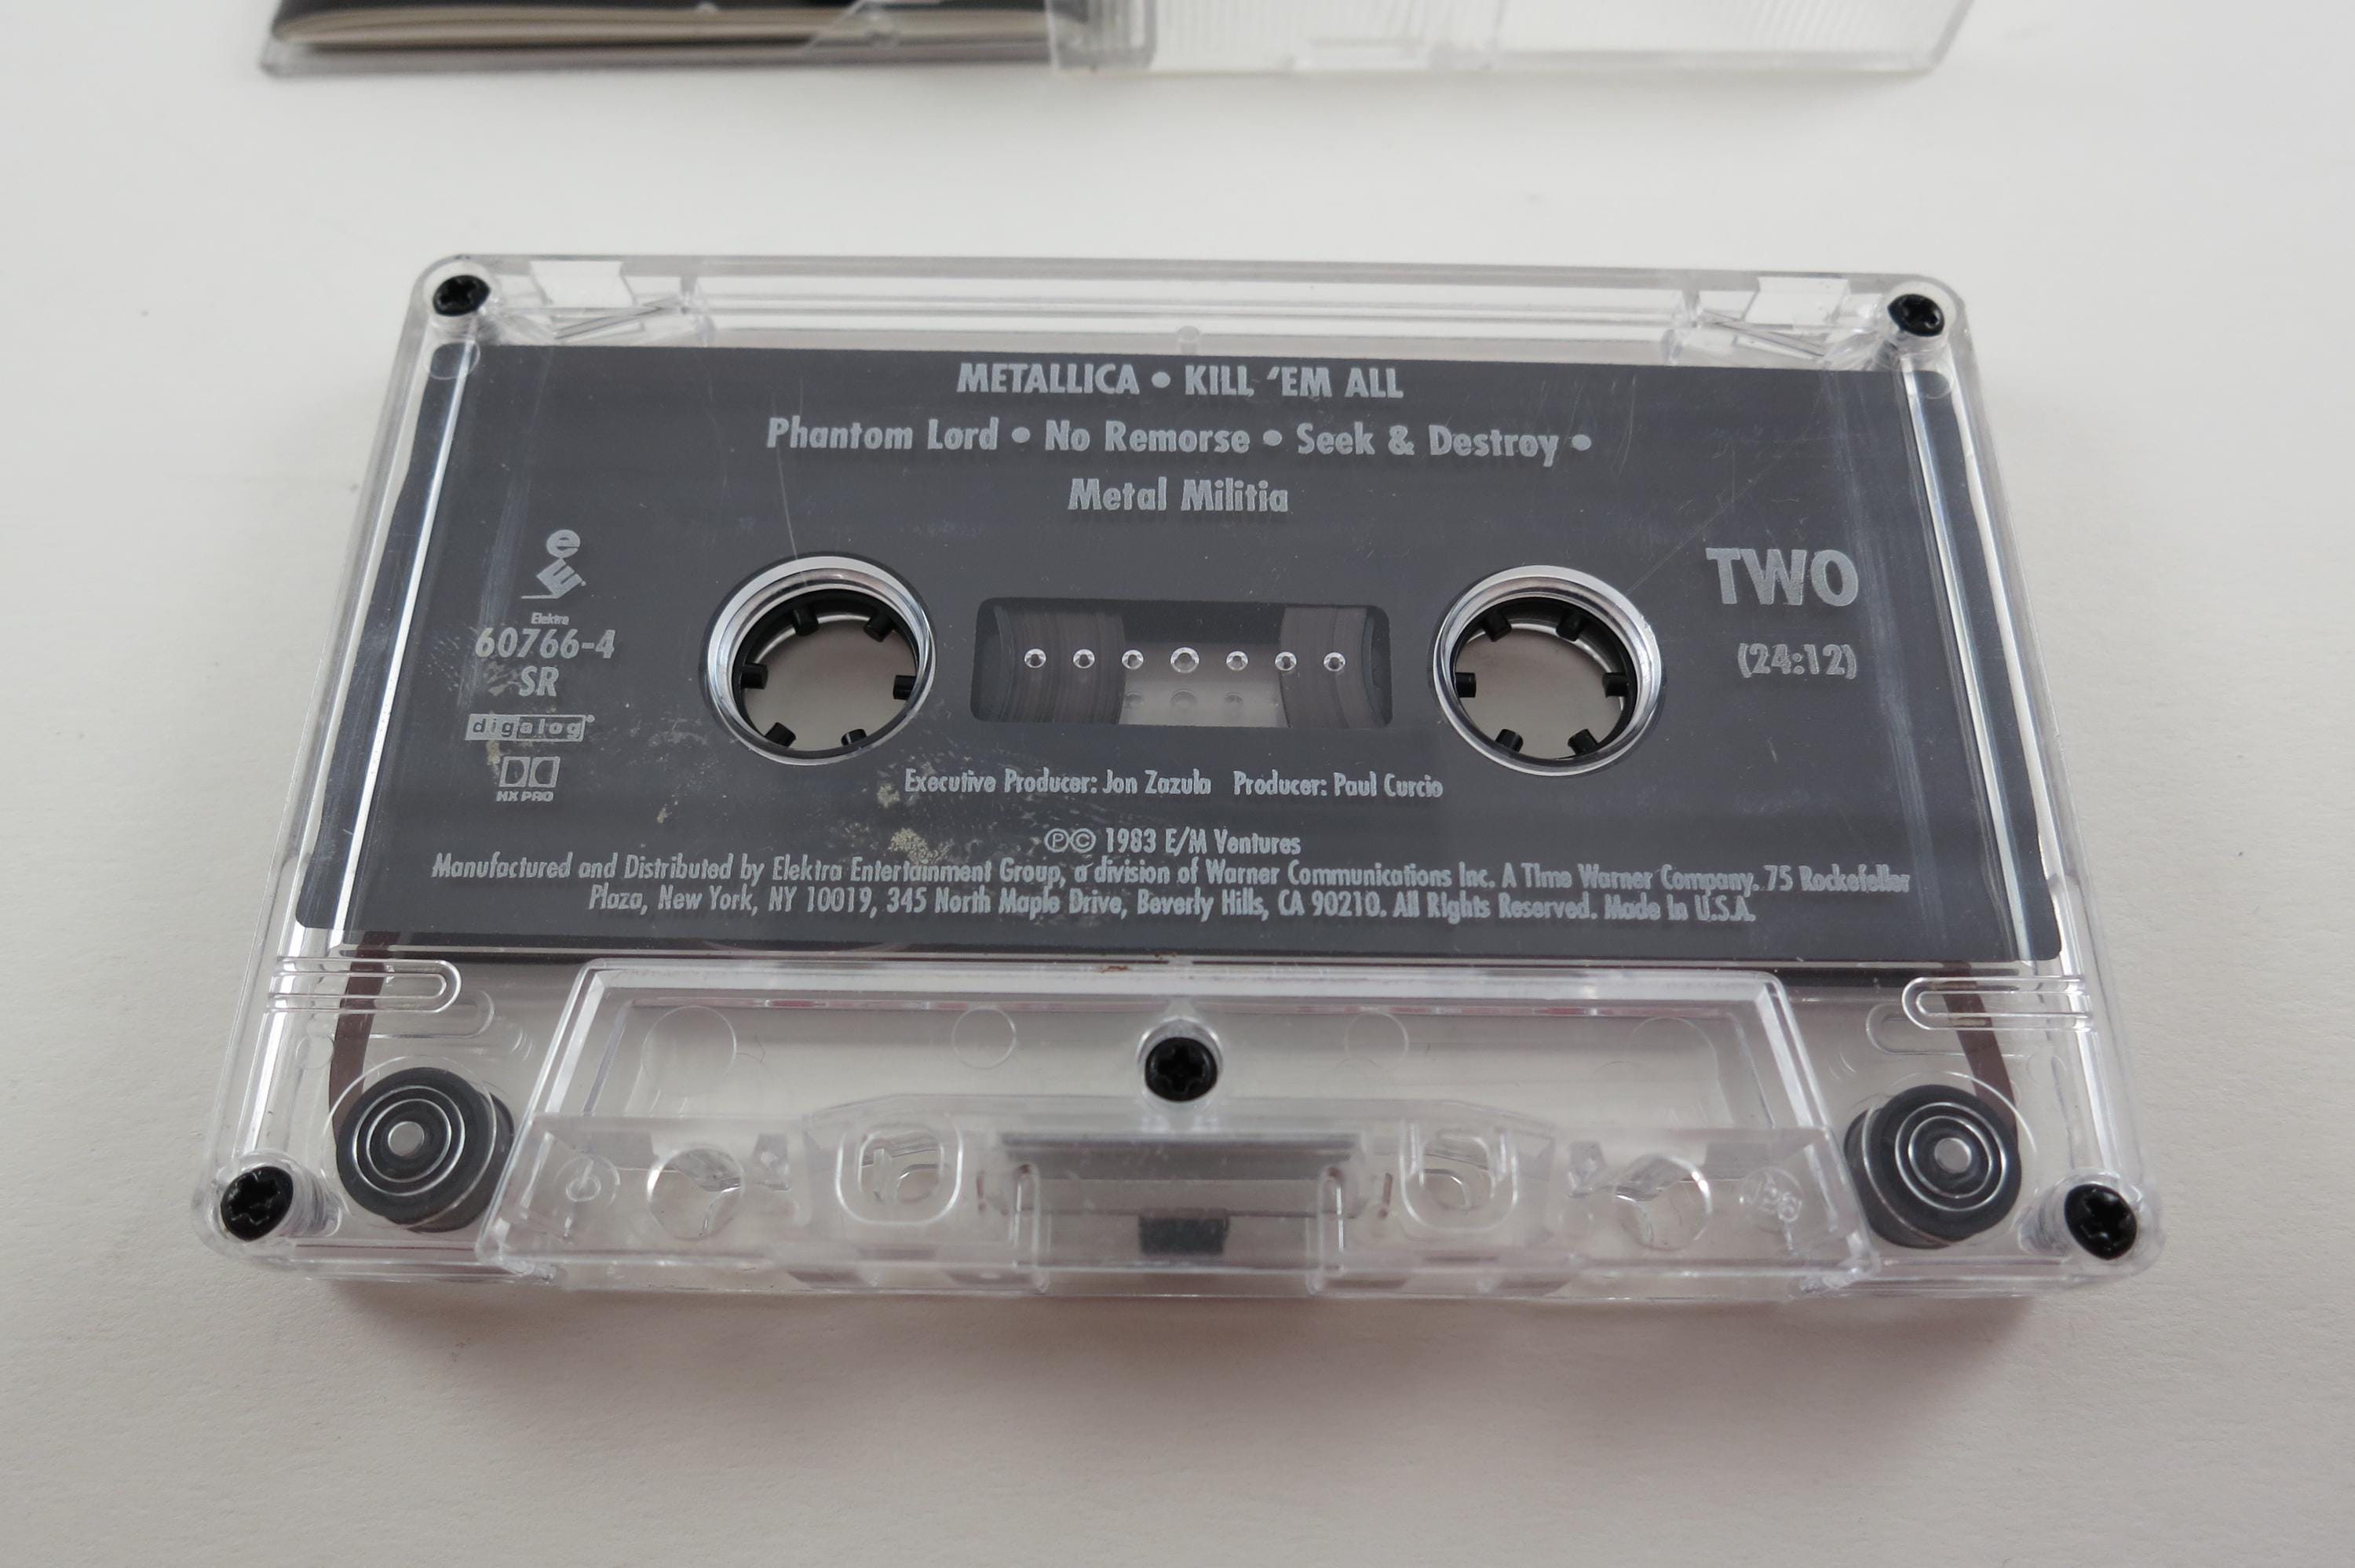 METALLICA • KILL 'EM ALL
Phantom Lord • No Remorse • Seek & Destroy •
Metal Militia
e
E
Elektra
60766-4
SR
digalog®
HX PRO
TWO
(24:12)
Executive Producer: Jon Zazula Producer: Paul Curcio
℗© 1983 E/M Ventures
Manufactured and Distributed by Elektra Entertainment Group, a division of Warner Communications Inc. A Time Warner Company. 75 Rockefeller
Plaza, New York, NY 10019, 345 North Maple Drive, Beverly Hills, CA 90210. All Rights Reserved. Made In U.S.A.